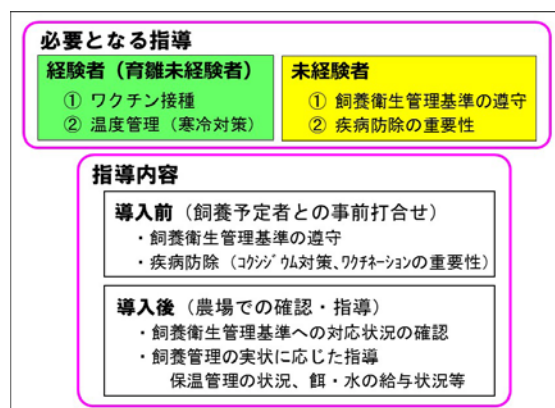 必要となる指導
経験者（育雛未経験者）
① ワクチン接種
② 温度管理（寒冷対策）
未経験者
① 飼養衛生管理基準の遵守
② 疾病防除の重要性
指導内容
導入前（飼養予定者との事前打合せ）
・飼養衛生管理基準の遵守
・疾病防除（ｺｸｼｼﾞｳﾑ対策､ﾜｸﾁﾈｰｼｮﾝの重要性）
導入後（農場での確認・指導）
・飼養衛生管理基準への対応状況の確認
・飼養管理の実状に応じた指導
保温管理の状況、餌・水の給与状況等